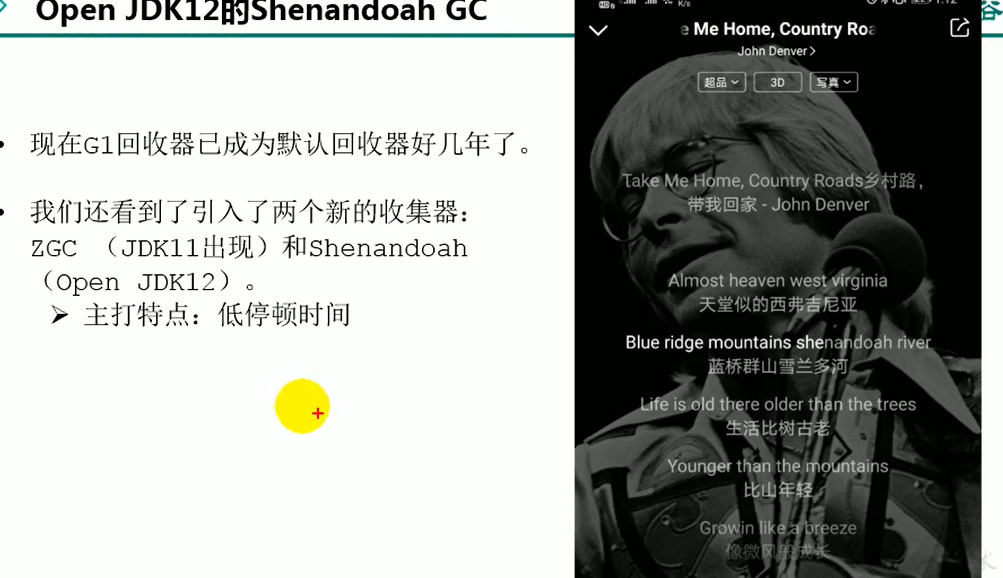 Open JDK12的Shenandoah GC
• 现在G1回收器已成为默认回收器好几年了。
• 我们还看到了引入了两个新的收集器：
ZGC （JDK11出现）和Shenandoah
（Open JDK12）。
➢ 主打特点：低停顿时间
e Me Home, Country Roa
John Denver
超品
3D
写真
Take Me Home, Country Roads乡村路，
带我回家 - John Denver
Almost heaven west virginia
天堂似的西弗吉尼亚
Blue ridge mountains shenandoah river
蓝桥群山雪兰多河
Life is old there older than the trees
生活比树古老
Younger than the mountains
比山年轻
Growin like a breeze
像微风般成长